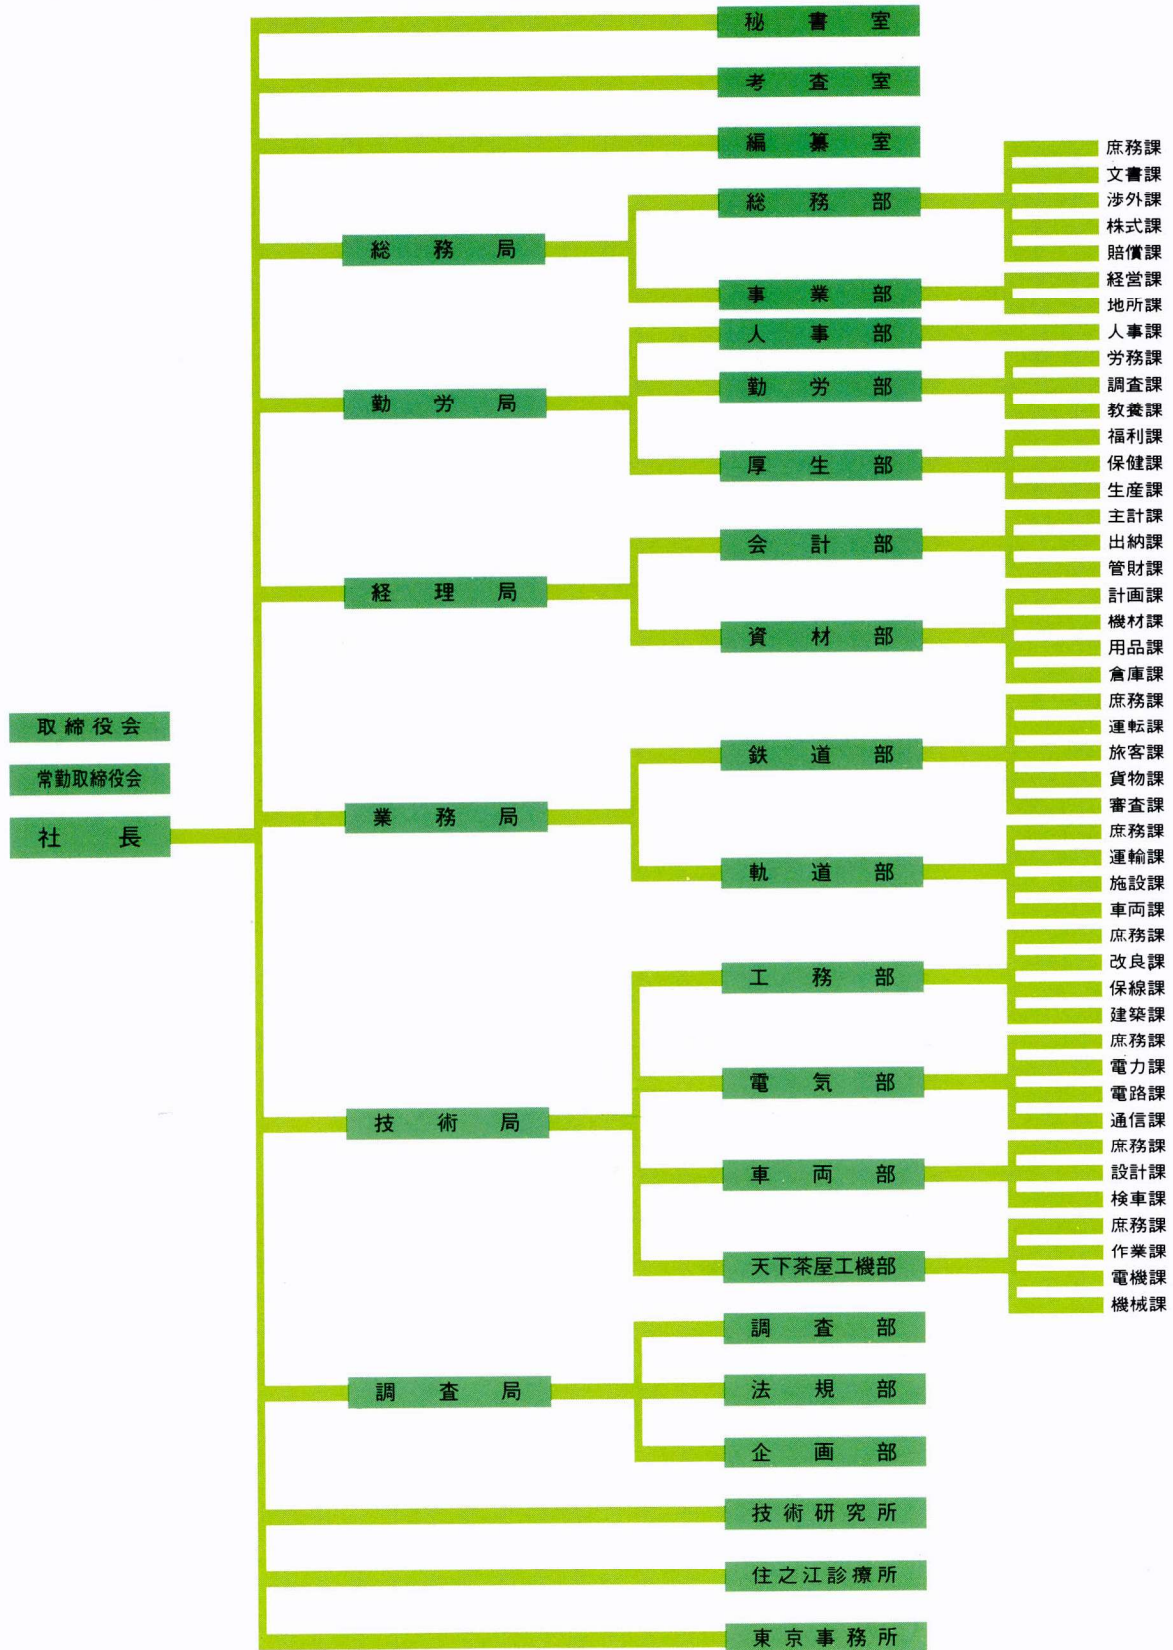 取締役会
常勤取締役会
社長
秘書室
考査室
編纂室
総務局
総務部
庶務課
文書課
渉外課
株式課
賠償課
事業部
経営課
地所課
勤労局
人事部
人事課
勤労部
労務課
調査課
教養課
厚生部
福利課
保健課
生産課
経理局
会計部
主計課
出納課
管財課
資材部
計画課
機材課
用品課
倉庫課
業務局
鉄道部
庶務課
運転課
旅客課
貨物課
審査課
軌道部
庶務課
運輸課
施設課
車両課
技術局
工務部
庶務課
改良課
保線課
建築課
電気部
庶務課
電力課
電路課
通信課
車両部
庶務課
設計課
検車課
天下茶屋工機部
庶務課
作業課
電機課
機械課
調査局
調査部
法規部
企画部
技術研究所
住之江診療所
東京事務所